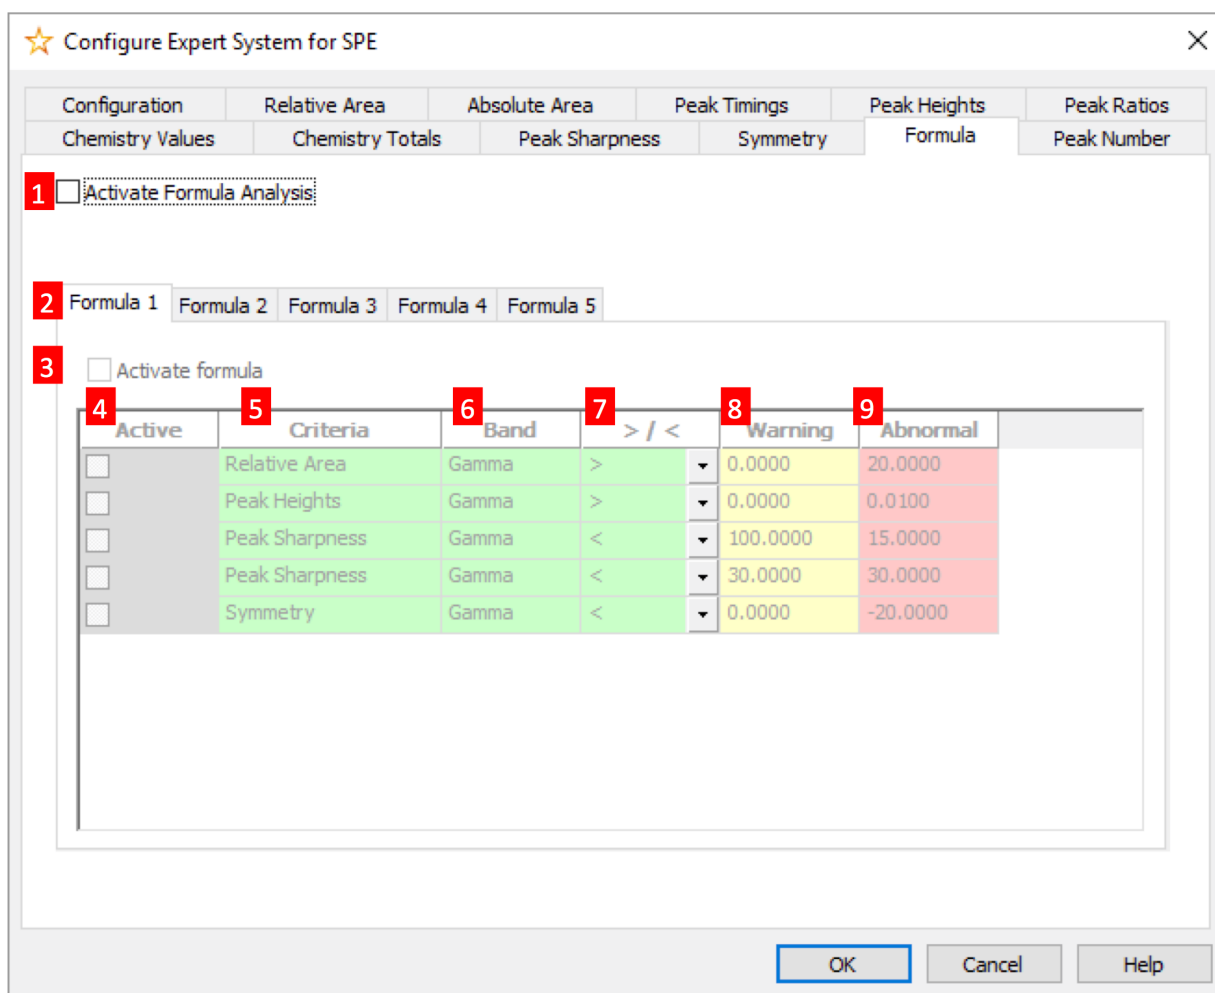 Configure Expert System for SPE
Configuration Relative Area Absolute Area Peak Timings Peak Heights Peak Ratios
Chemistry Values Chemistry Totals Peak Sharpness Symmetry Formula Peak Number
1 Activate Formula Analysis
2 Formula 1 Formula 2 Formula 3 Formula 4 Formula 5
3 Activate formula
4 5 6 7 8 9
Active Criteria Band > / < Warning Abnormal
Relative Area Gamma > 0.0000 20.0000
Peak Heights Gamma > 0.0000 0.0100
Peak Sharpness Gamma < 100.0000 15.0000
Peak Sharpness Gamma < 30.0000 30.0000
Symmetry Gamma < 0.0000 -20.0000
OK Cancel Help